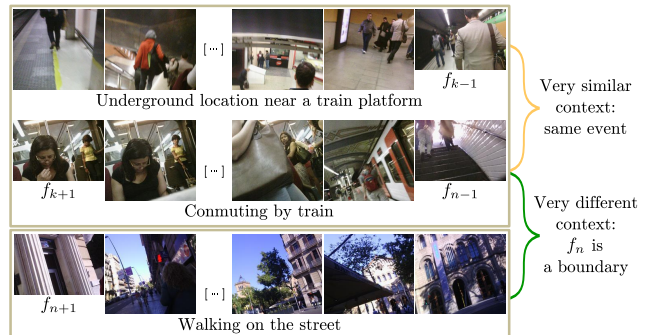 [...]
f_{k−1}
Underground location near a train platform
[...]
f_{k+1}
f_{n−1}
Conmuting by train
[...]
f_{n+1}
Walking on the street
Very similar
context:
same event
Very different
context:
f_n is
a boundary